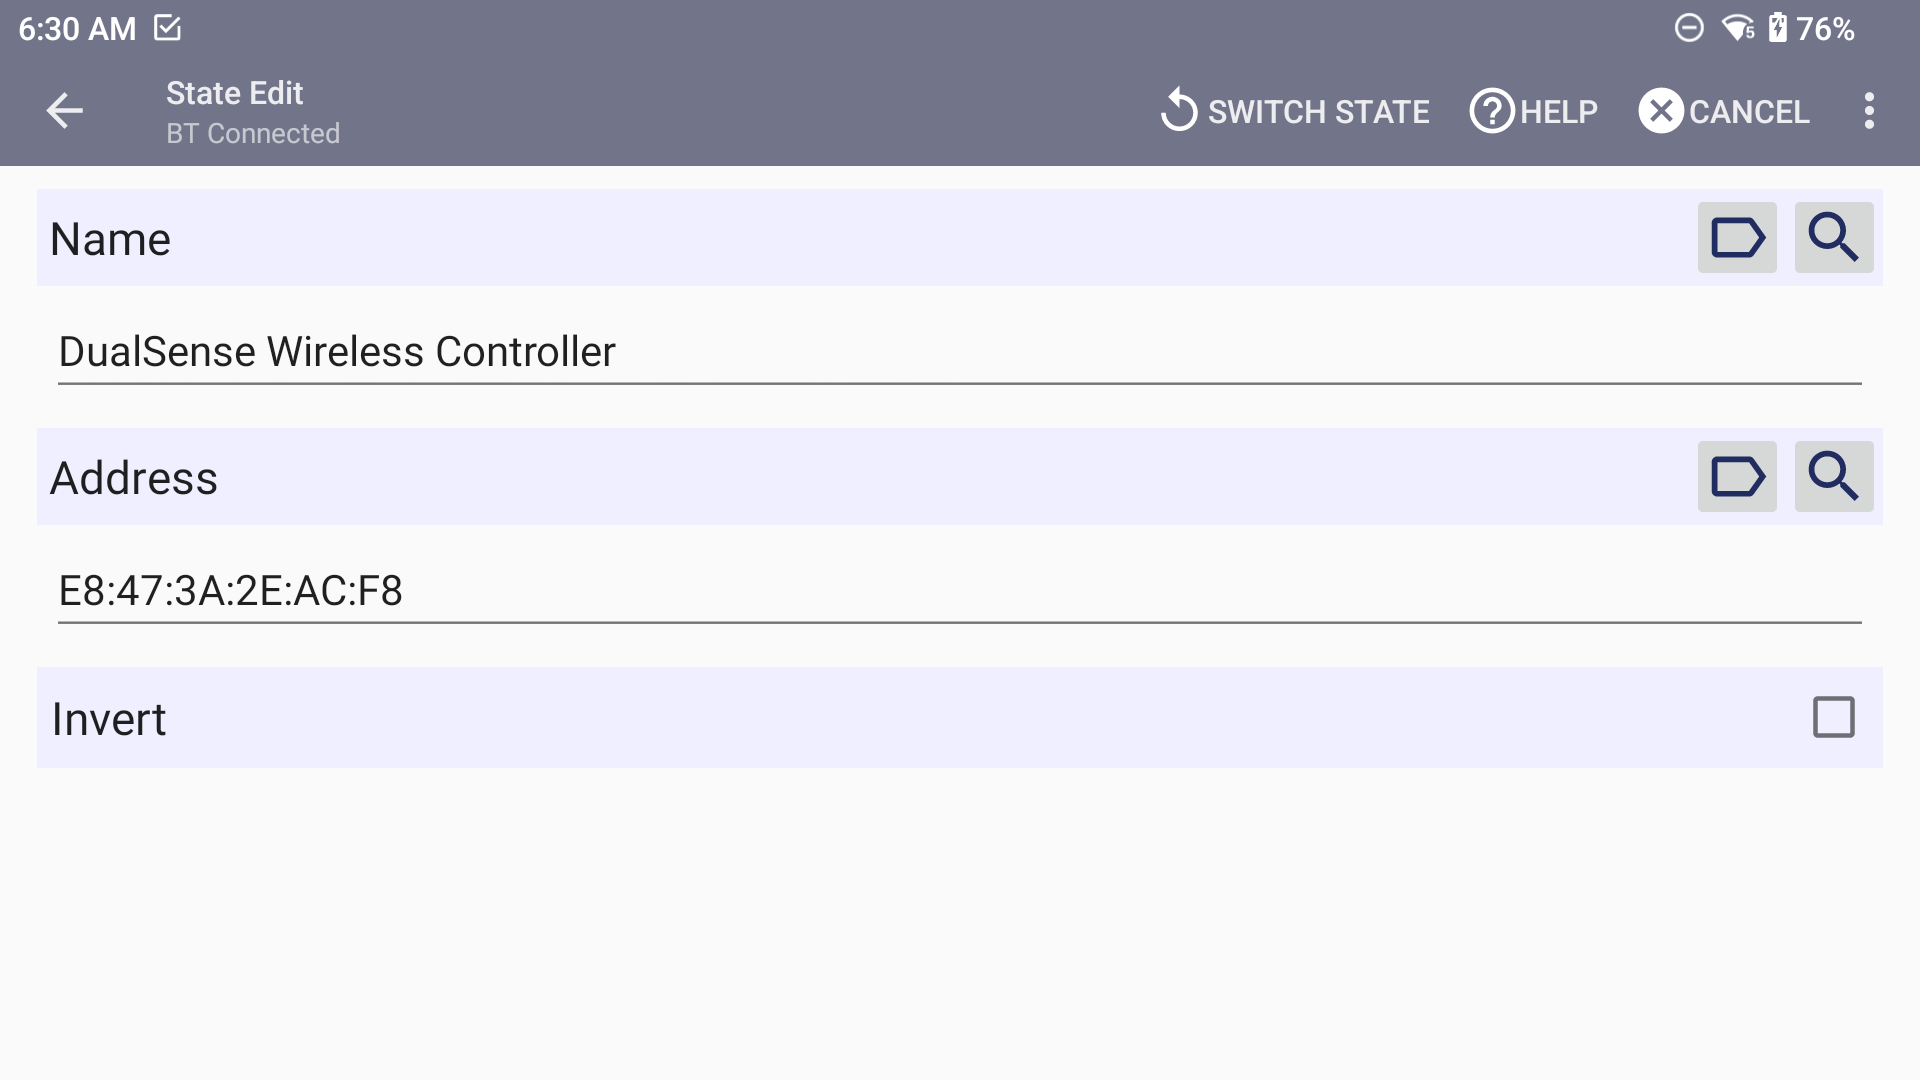 6:30 AM
5 76%
State Edit
BT Connected
SWITCH STATE
HELP
CANCEL
Name
DualSense Wireless Controller
Address
E8:47:3A:2E:AC:F8
Invert